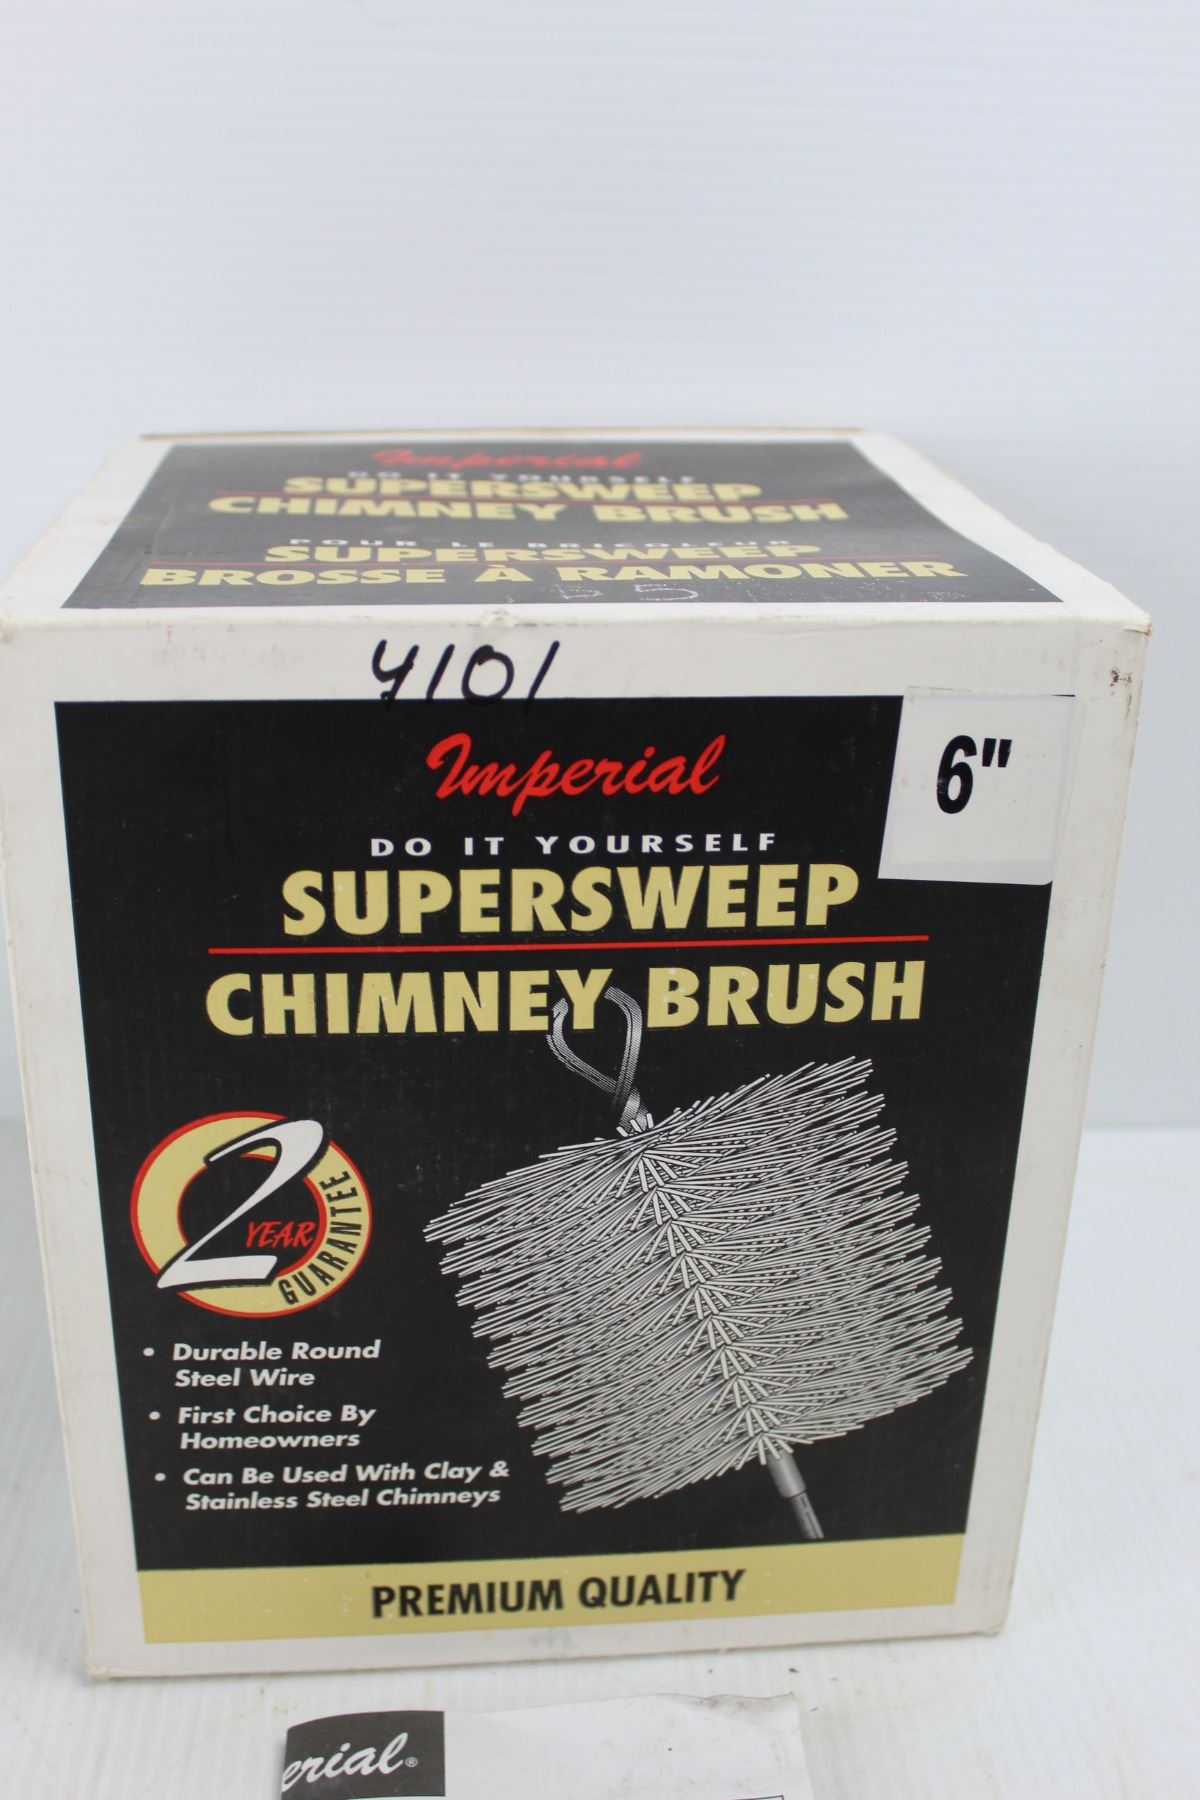 Imperial
DO IT YOURSELF
SUPERSWEEP
CHIMNEY BRUSH
POUR LE BRICOLEUR
SUPERSWEEP
BROSSE À RAMONER
4101
Imperial
6"
DO IT YOURSELF
SUPERSWEEP
CHIMNEY BRUSH
2
YEAR
GUARANTEE
• Durable Round
Steel Wire
• First Choice By
Homeowners
• Can Be Used With Clay &
Stainless Steel Chimneys
PREMIUM QUALITY
erial®